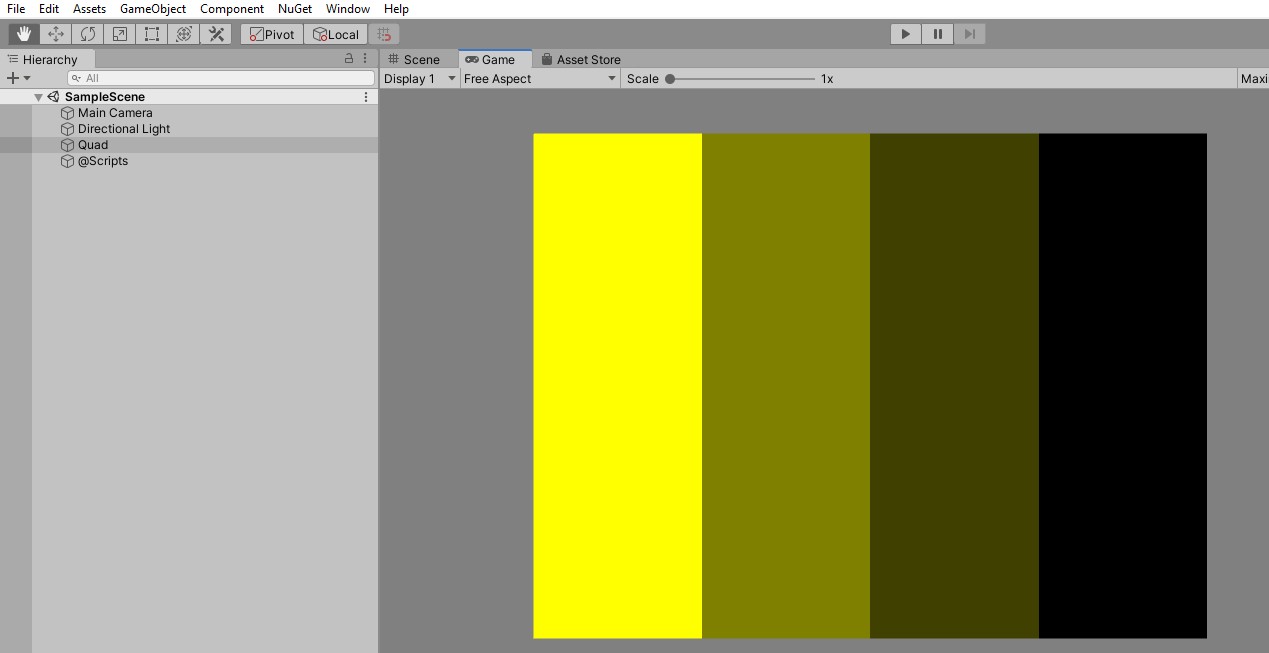 File Edit Assets GameObject Component NuGet Window Help
Pivot Local
Hierarchy
All
SampleScene
Main Camera
Directional Light
Quad
@Scripts
Scene Game Asset Store
Display 1 Free Aspect Scale 1x Maxi